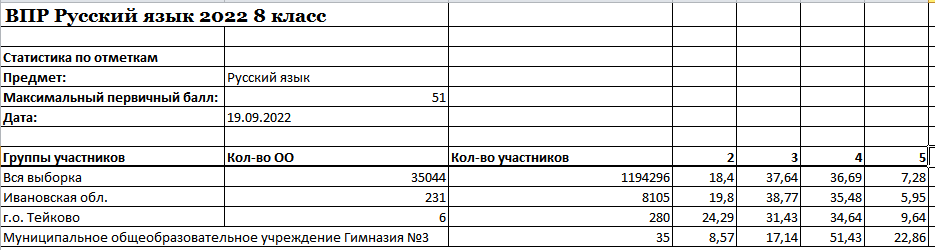 ВПР Русский язык 2022 8 класс
Статистика по отметкам
Предмет: Русский язык
Максимальный первичный балл: 51
Дата: 19.09.2022
Группы участников Кол-во ОО Кол-во участников 2 3 4 5
Вся выборка 35044 1194296 18,4 37,64 36,69 7,28
Ивановская обл. 231 8105 19,8 38,77 35,48 5,95
г.о. Тейково 6 280 24,29 31,43 34,64 9,64
Муниципальное общеобразовательное учреждение Гимназия №3 35 8,57 17,14 51,43 22,86